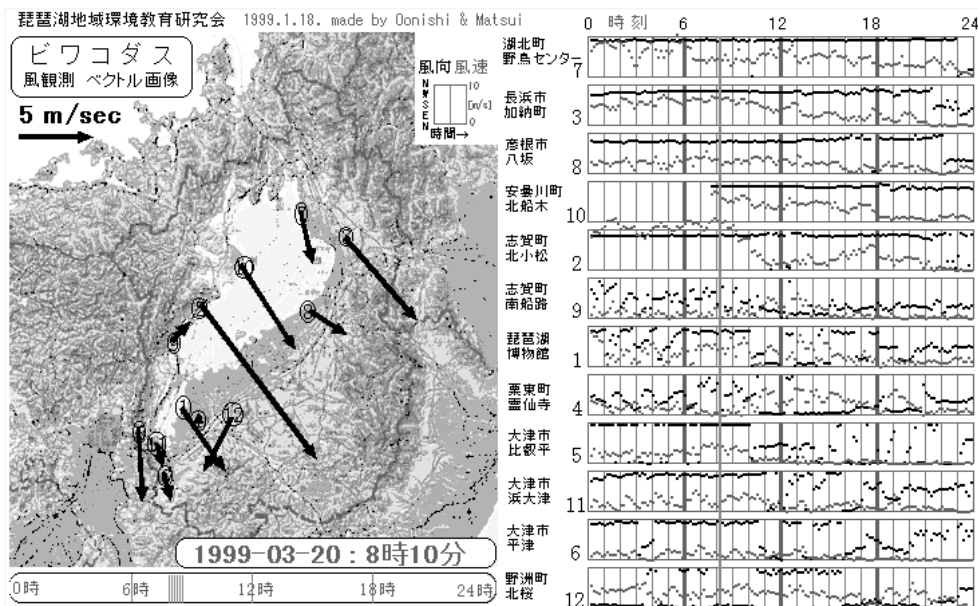 琵琶湖地域環境教育研究会 1999.1.18. made by Oonishi & Matsui
ビワコダス
風観測 ベクトル画像
5 m/sec
風向 風速
N
W
S
E
N
10
[m/s]
0
時間→
7
10
2
8
1
12
1999-03-20 : 8時10分
0時 6時 12時 18時 24時
0 時刻 6 12 18 24
湖北町
野鳥センタ 7
長浜市
加納町 3
彦根市
八坂 8
安曇川町
北船木 10
志賀町
北小松 2
志賀町
南船路 9
琵琶湖
博物館 1
栗東町
霊仙寺 4
大津市
比叡平 5
大津市
浜大津 11
大津市
平津 6
野洲町
北桜 12